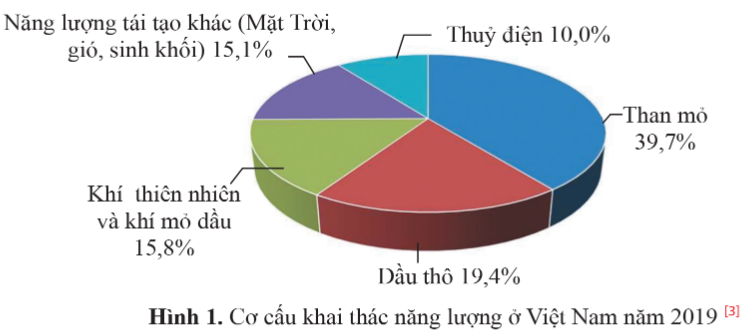 Năng lượng tái tạo khác (Mặt Trời,
gió, sinh khối) 15,1%
Thuỷ điện 10,0%
Than mỏ
39,7%
Khí thiên nhiên
và khí mỏ dầu
15,8%
Dầu thô 19,4%
Hình 1. Cơ cấu khai thác năng lượng ở Việt Nam năm 2019 [3]